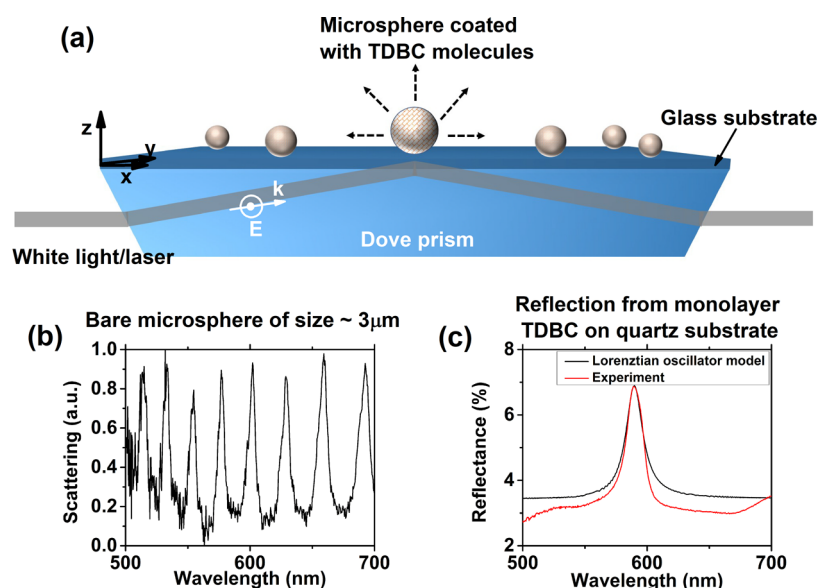 (a)
Microsphere coated
with TDBC molecules
Glass substrate
z
y
x
k
E
Dove prism
White light/laser
(b)
Bare microsphere of size ~ 3μm
1.0
0.8
0.6
0.4
0.2
0.0
Scattering (a.u.)
500
600
700
Wavelength (nm)
(c)
Reflection from monolayer
TDBC on quartz substrate
Lorenztian oscillator model
Experiment
8
6
4
2
Reflectance (%)
500
600
700
Wavelength (nm)